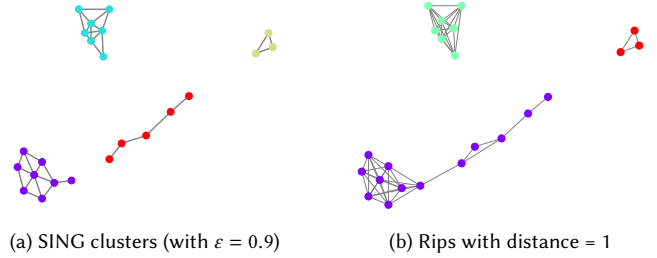 (a) SING clusters (with ε = 0.9)
(b) Rips with distance = 1